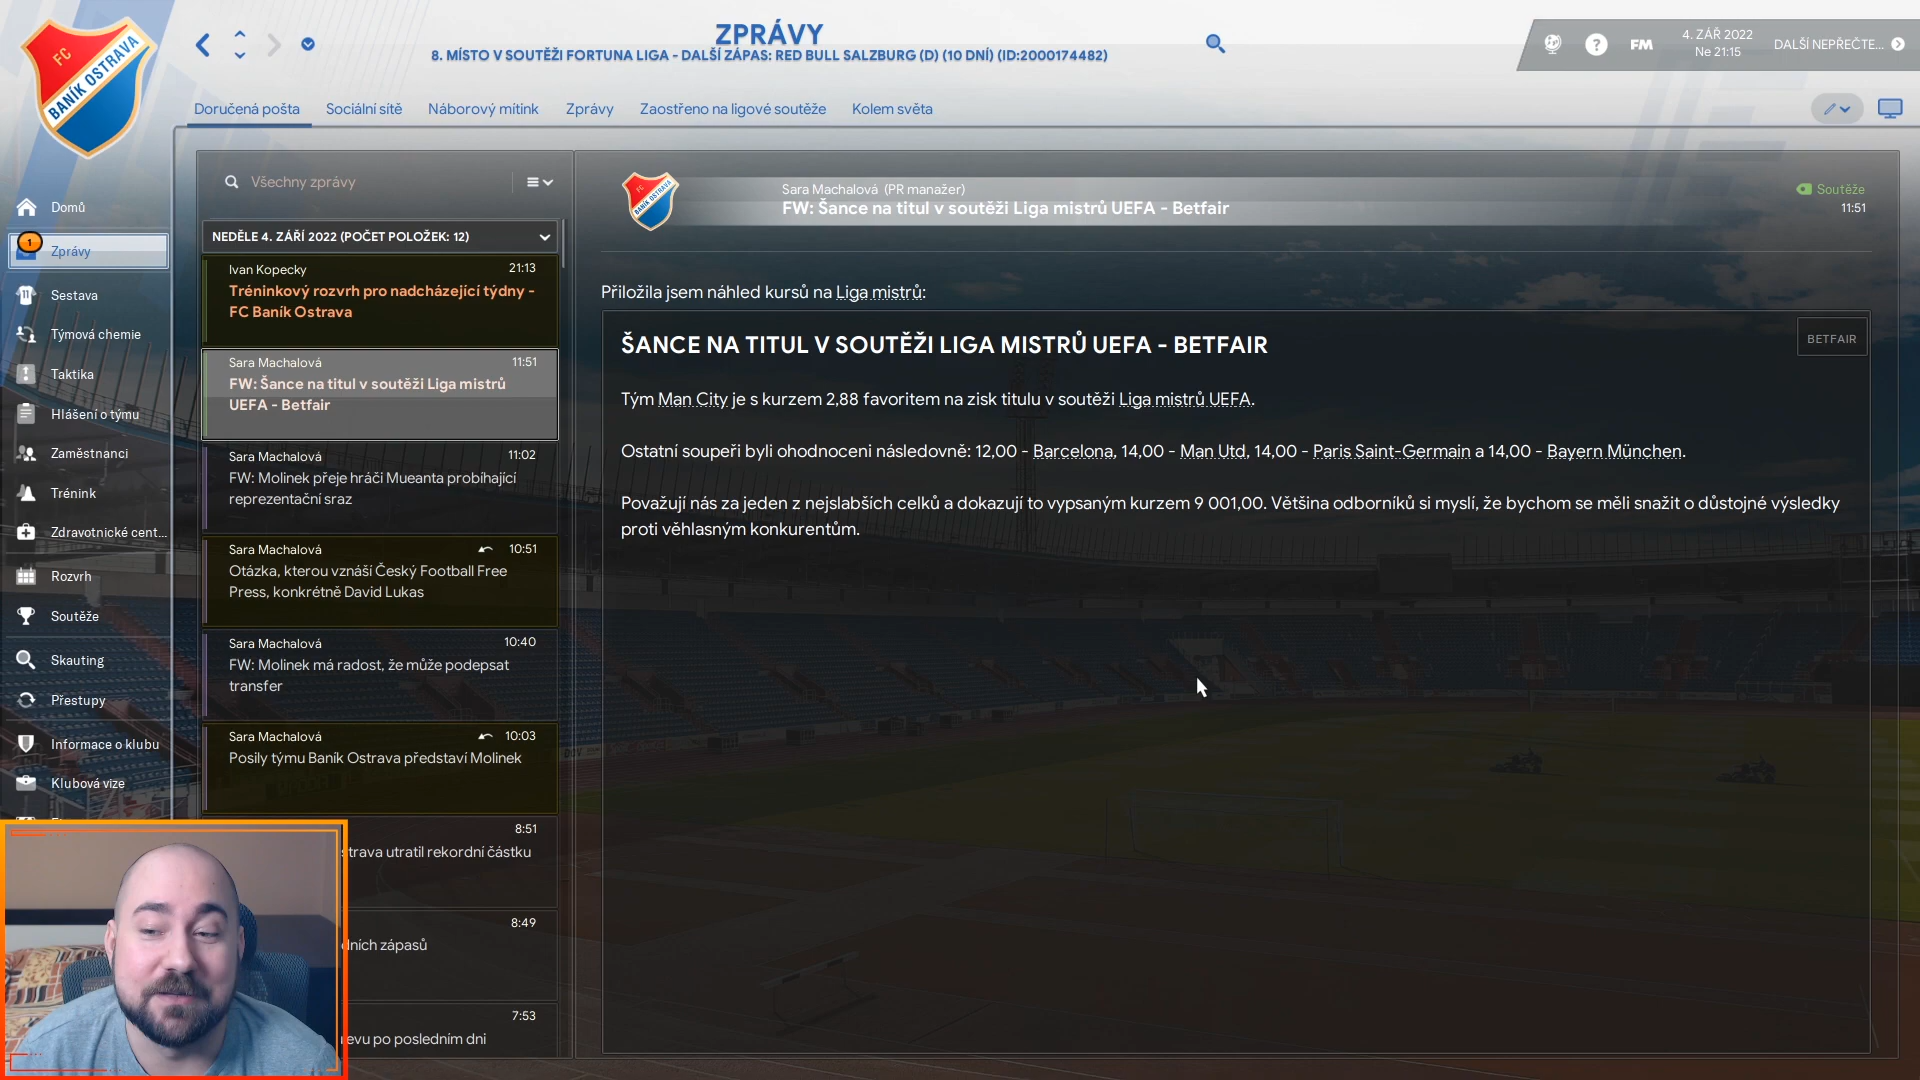 FC
BANÍK OSTRAVA
ZPRÁVY
8. MÍSTO V SOUTĚŽI FORTUNA LIGA - DALŠÍ ZÁPAS: RED BULL SALZBURG (D) (10 DNÍ) (ID:2000174482)
?
FM
4. ZÁŘ 2022
Ne 21:15
DALŠÍ NEPŘEČTE...
Doručená pošta
Sociální sítě
Náborový mítink
Zprávy
Zaostřeno na ligové soutěže
Kolem světa
Domů
1
Zprávy
Sestava
Týmová chemie
Taktika
Hlášení o týmu
Zaměstnanci
Trénink
Zdravotnické cent...
Rozvrh
Soutěže
Skauting
Přestupy
Informace o klubu
Klubová vize
Všechny zprávy
NEDĚLE 4. ZÁŘÍ 2022 (POČET POLOŽEK: 12)
Ivan Kopecky
21:13
Tréninkový rozvrh pro nadcházející týdny -
FC Baník Ostrava
Sara Machalová
11:51
FW: Šance na titul v soutěži Liga mistrů
UEFA - Betfair
Sara Machalová
11:02
FW: Molinek přeje hráči Mueanta probíhající
reprezentační sraz
Sara Machalová
10:51
Otázka, kterou vznáší Český Football Free
Press, konkrétně David Lukas
Sara Machalová
10:40
FW: Molinek má radost, že může podepsat
transfer
Sara Machalová
10:03
Posily týmu Baník Ostrava představí Molinek
8:51
strava utratil rekordní částku
8:49
dních zápasů
7:53
evu po posledním dni
FC
BANÍK OSTRAVA
Sara Machalová (PR manažer)
FW: Šance na titul v soutěži Liga mistrů UEFA - Betfair
Soutěže
11:51
Přiložila jsem náhled kursů na Liga mistrů:
ŠANCE NA TITUL V SOUTĚŽI LIGA MISTRŮ UEFA - BETFAIR
BETFAIR
Tým Man City je s kurzem 2,88 favoritem na zisk titulu v soutěži Liga mistrů UEFA.
Ostatní soupeři byli ohodnoceni následovně: 12,00 - Barcelona, 14,00 - Man Utd, 14,00 - Paris Saint-Germain a 14,00 - Bayern München.
Považují nás za jeden z nejslabších celků a dokazují to vypsaným kurzem 9 001,00. Většina odborníků si myslí, že bychom se měli snažit o důstojné výsledky
proti věhlasným konkurentům.